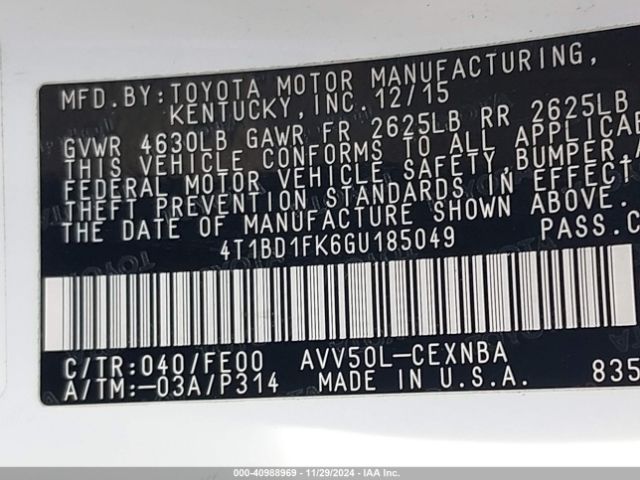 MFD.BY:TOYOTA MOTOR MANUFACTURING,
KENTUCKY,INC.12/15
GVWR 4630LB GAWR FR 2625LB RR 2625LB
THIS VEHICLE CONFORMS TO ALL APPLICAB
FEDERAL MOTOR VEHICLE SAFETY,BUMPER,A
THEFT PREVENTION STANDARDS IN EFFECT
THE DATE OF MANUFACTURE SHOWN ABOVE.
4T1BD1FK6GU185049 PASS.C
C/TR:040/FE00 AVV50L-CEXNBA
A/TM:-03A/P314 MADE IN U.S.A. 835
000-40988969 - 11/29/2024 - IAA Inc.